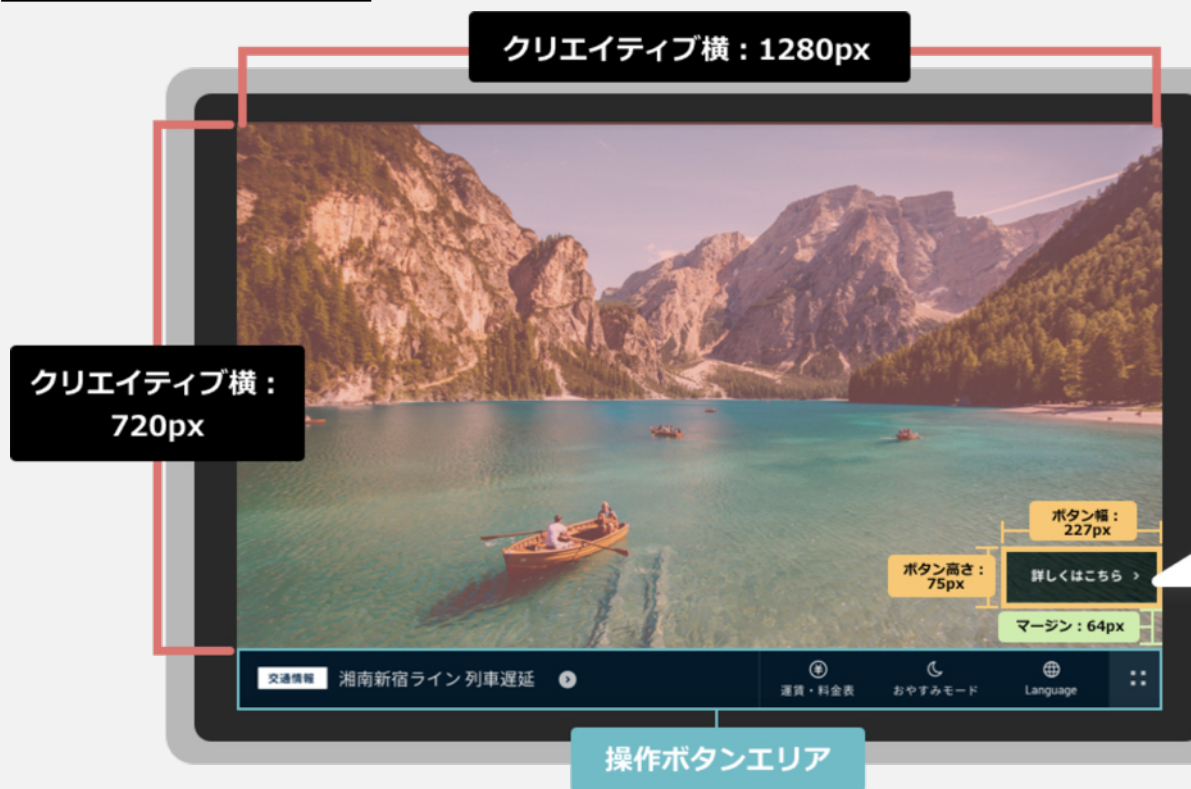 クリエイティブ横：1280px
クリエイティブ横：
720px
ボタン幅：
227px
ボタン高さ：
75px
詳しくはこちら ›
マージン：64px
交通情報 湘南新宿ライン 列車遅延
運賃・料金表
おやすみモード
Language
操作ボタンエリア